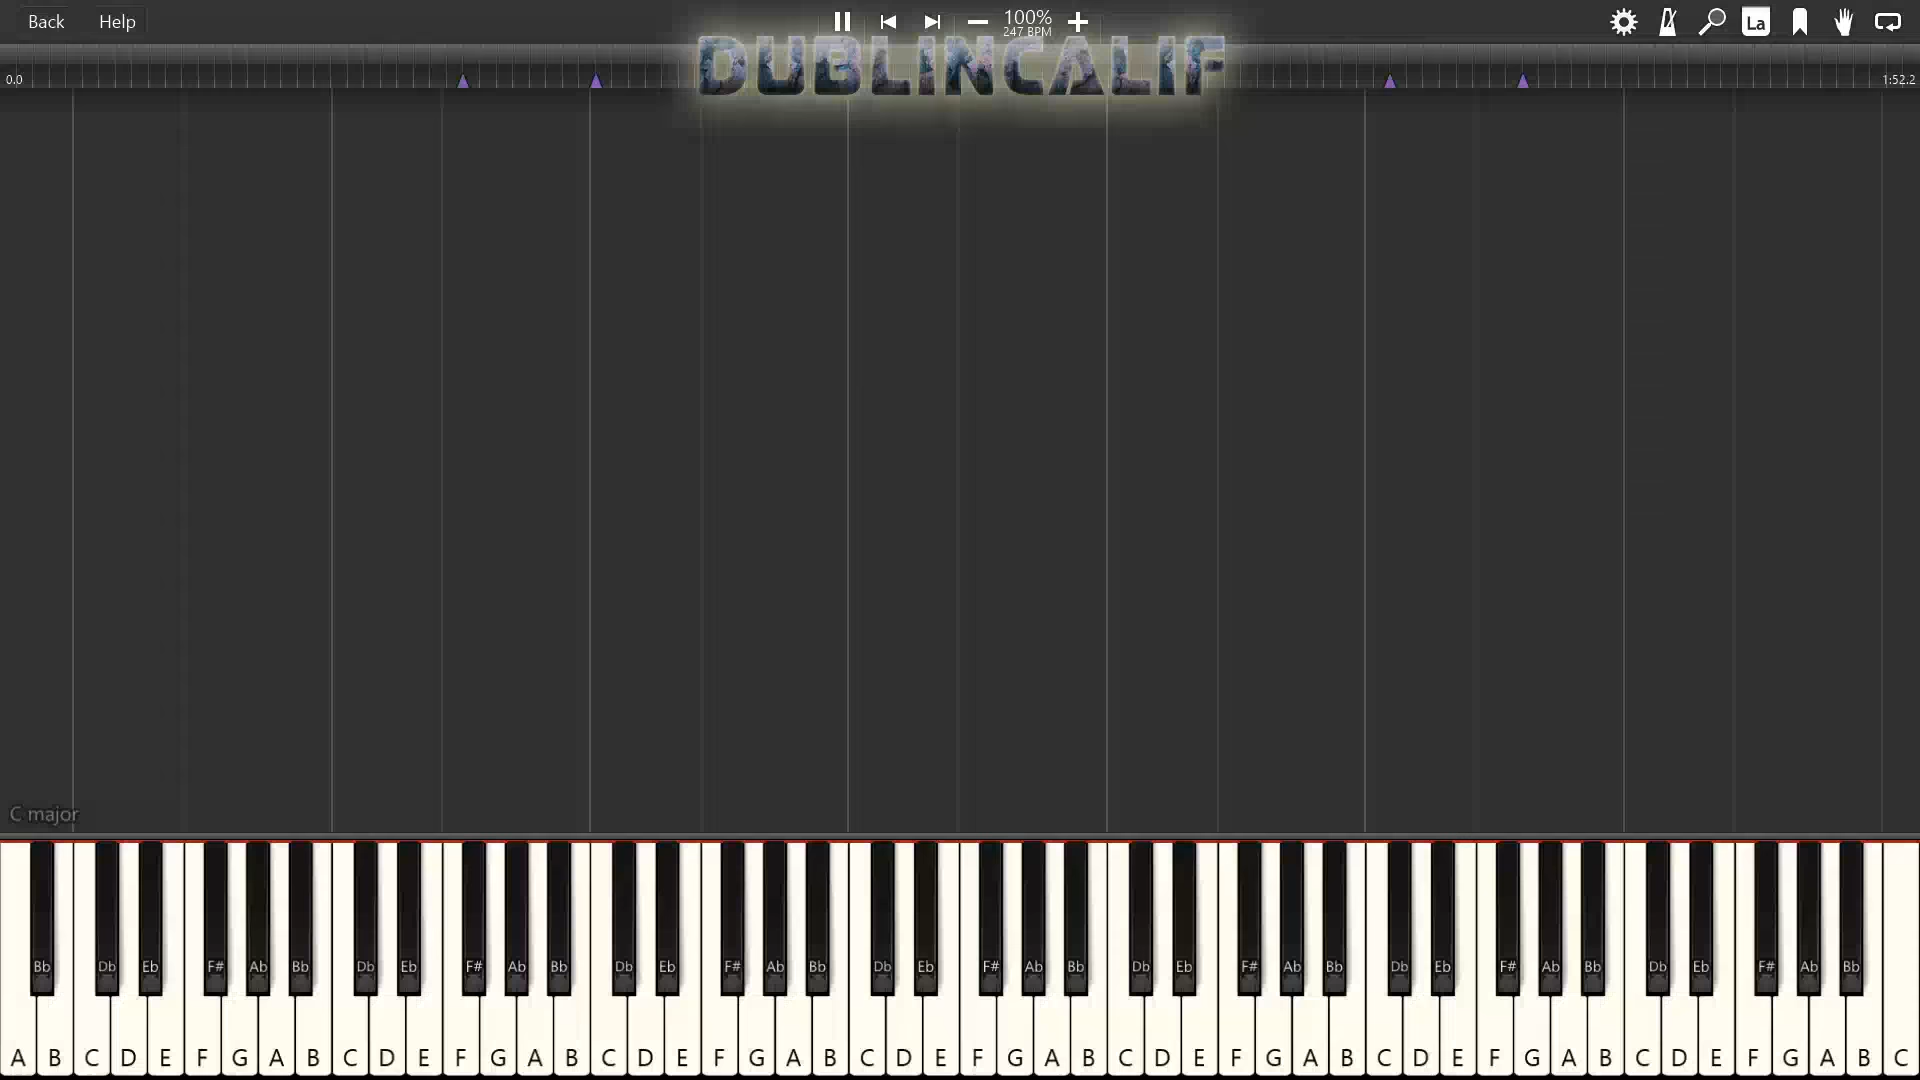 Back Help 100% La
247 BPM
DUBLINCALIF
0.0 1:52.2
C major
Bb Db Eb F# Ab Bb Db Eb F# Ab Bb Db Eb F# Ab Bb Db Eb F# Ab Bb Db Eb F# Ab Bb Db Eb F# Ab Bb Db Eb F# Ab Bb
A B C D E F G A B C D E F G A B C D E F G A B C D E F G A B C D E F G A B C D E F G A B C D E F G A B C